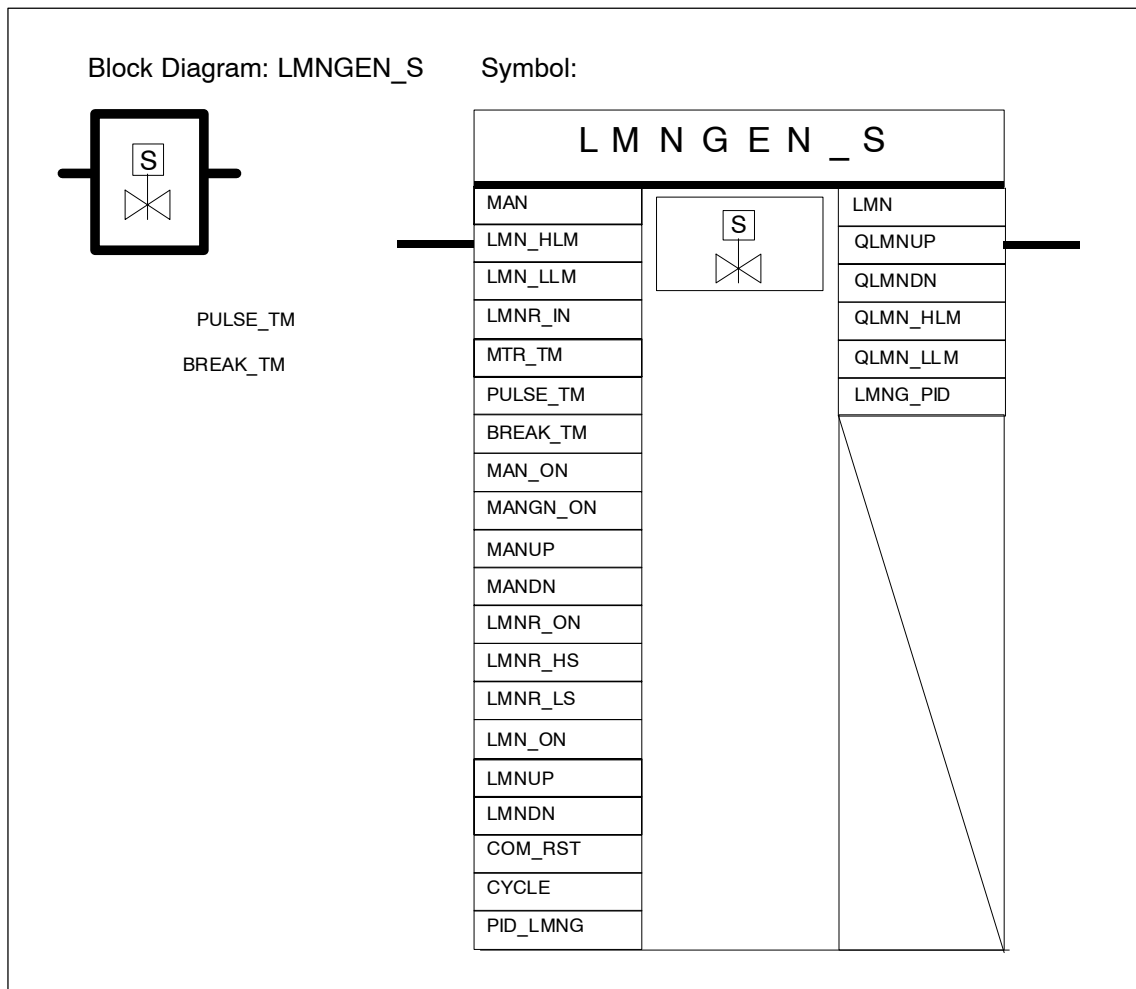 Block Diagram: LMNGEN_S Symbol:
S
LMNGEN_S
MAN
LMN_HLM
LMN_LLM
LMNR_IN
MTR_TM
PULSE_TM
BREAK_TM
MAN_ON
MANGN_ON
MANUP
MANDN
LMNR_ON
LMNR_HS
LMNR_LS
LMN_ON
LMNUP
LMNDN
COM_RST
CYCLE
PID_LMNG
S
LMN
QLMNUP
QLMNDN
QLMN_HLM
QLMN_LLM
LMNG_PID
PULSE_TM
BREAK_TM